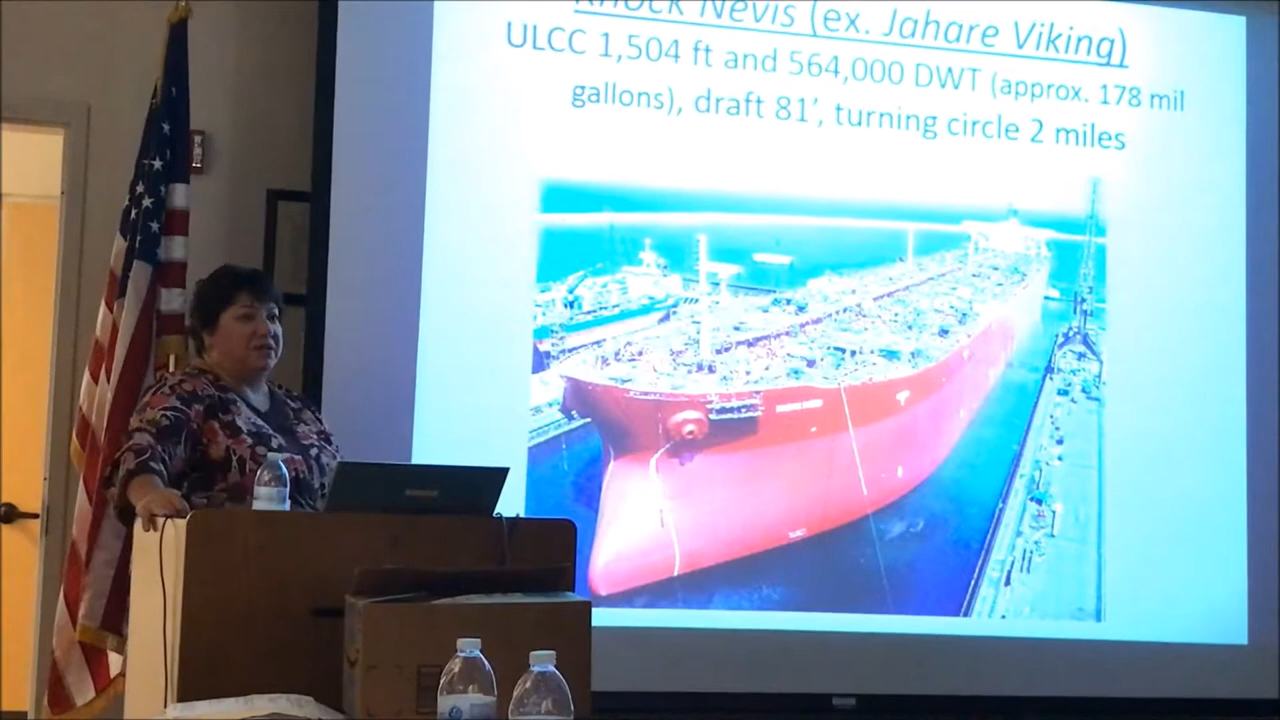 Knock Nevis (ex. Jahare Viking)
ULCC 1,504 ft and 564,000 DWT (approx. 178 mil
gallons), draft 81’, turning circle 2 miles